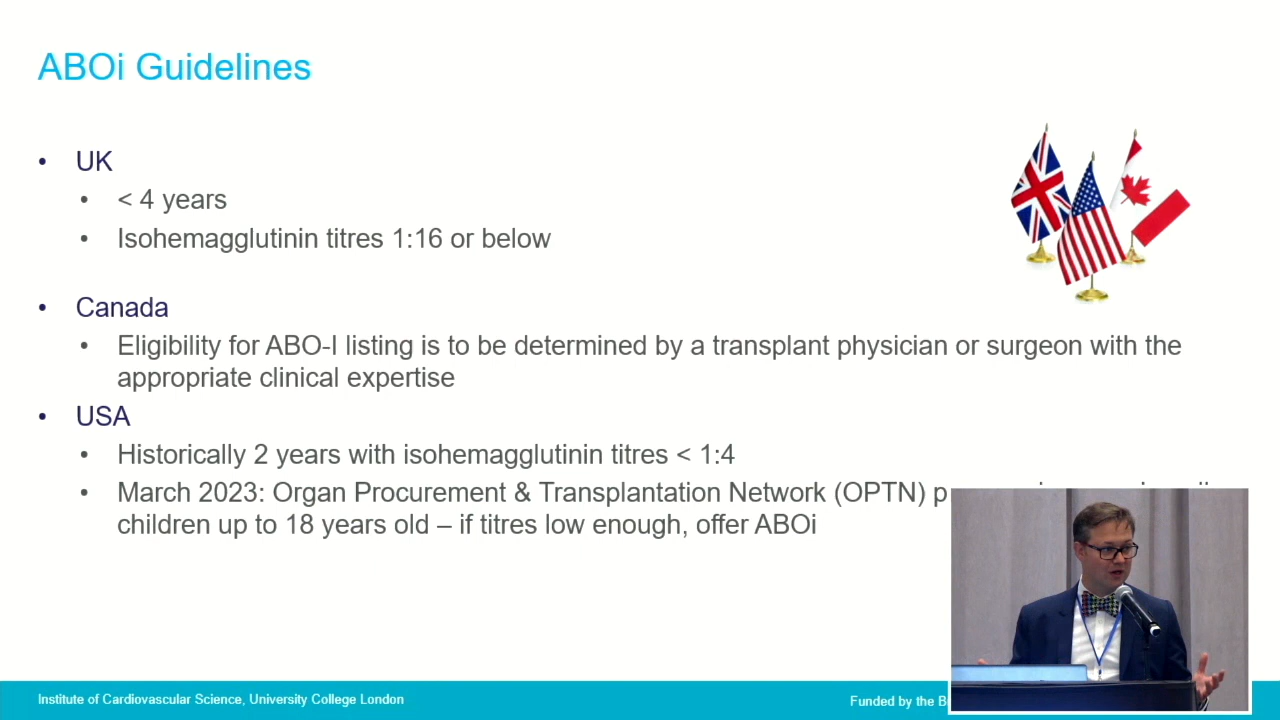 ABOi Guidelines
• UK
• < 4 years
• Isohemagglutinin titres 1:16 or below
• Canada
• Eligibility for ABO-I listing is to be determined by a transplant physician or surgeon with the
appropriate clinical expertise
• USA
• Historically 2 years with isohemagglutinin titres < 1:4
• March 2023: Organ Procurement & Transplantation Network (OPTN)
children up to 18 years old – if titres low enough, offer ABOi
Institute of Cardiovascular Science, University College London
Funded by the